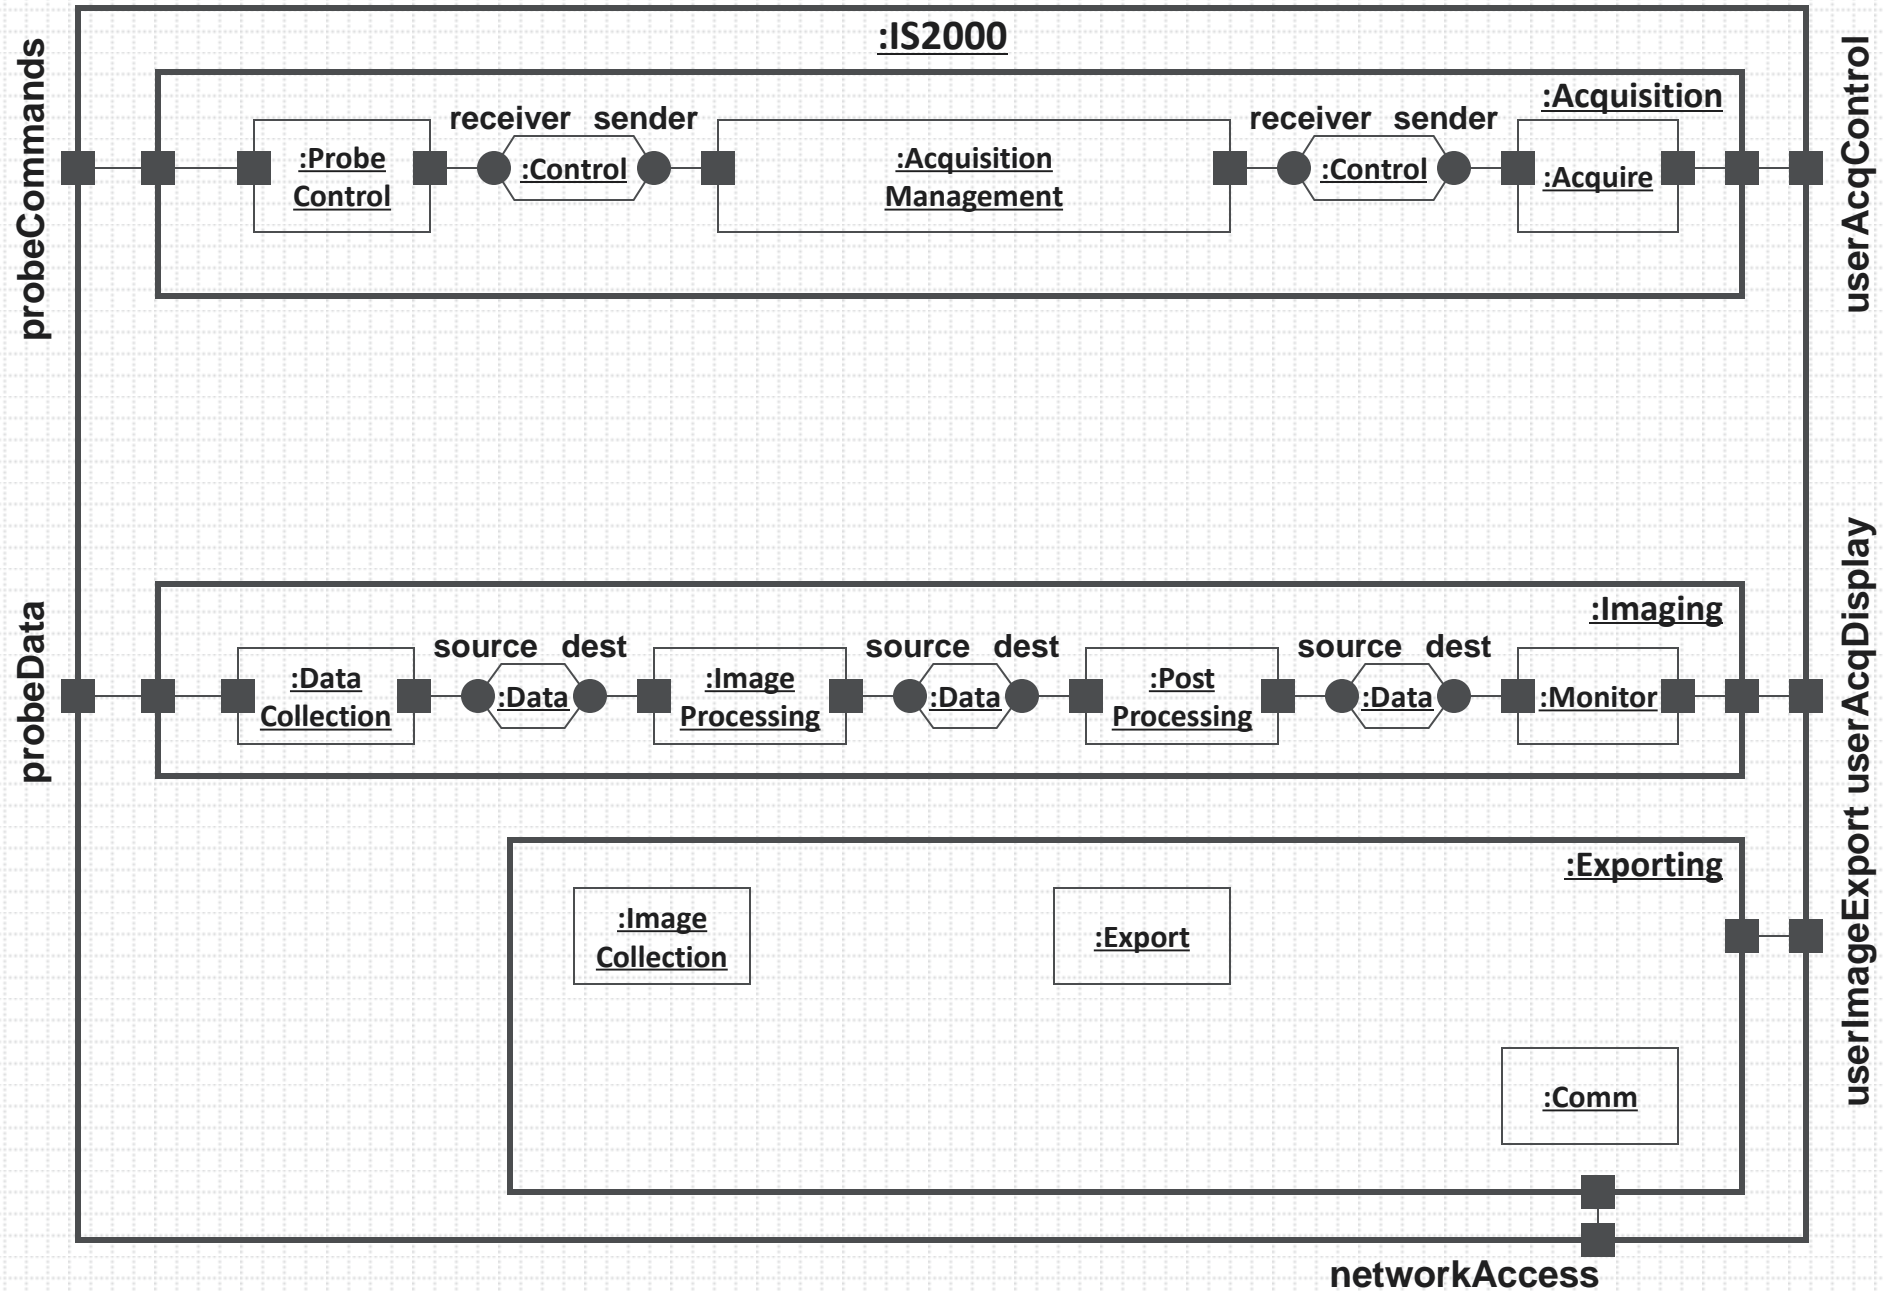 :IS2000
probeCommands
userAcqControl
:Acquisition
receiver sender
receiver sender
:Probe
Control
:Control
:Acquisition
Management
:Control
:Acquire
probeData
userAcqDisplay
:Imaging
source dest
source dest
source dest
:Data
Collection
:Data
:Image
Processing
:Data
:Post
Processing
:Data
:Monitor
userImageExport
:Exporting
:Image
Collection
:Export
:Comm
networkAccess